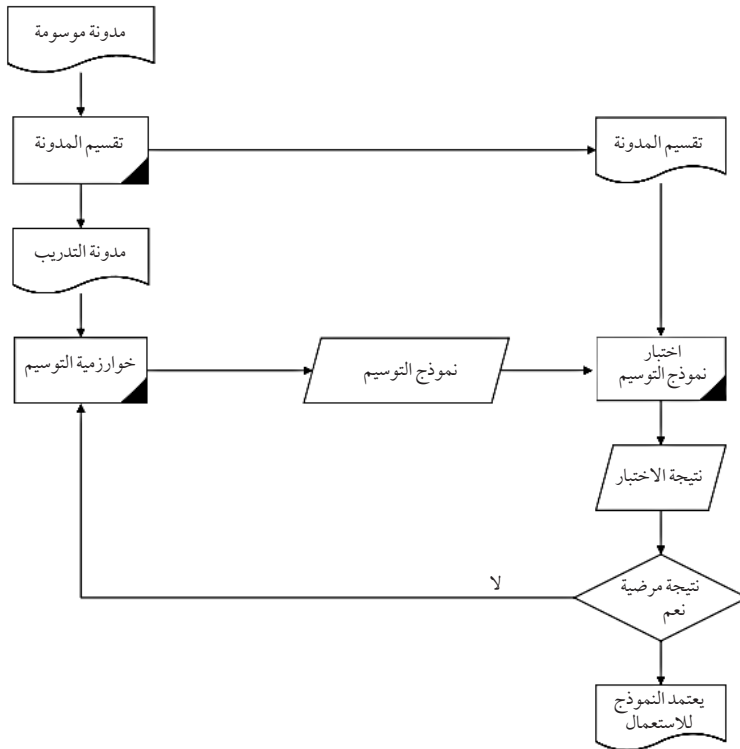 مدونة موسومة
تقسيم المدونة
تقسيم المدونة
مدونة التدريب
خوارزمية التوسيم
نموذج التوسيم
اختبار
نموذج التوسيم
نتيجة الاختبار
نتيجة مرضية
نعم
لا
يعتمد النموذج
للاستعمال